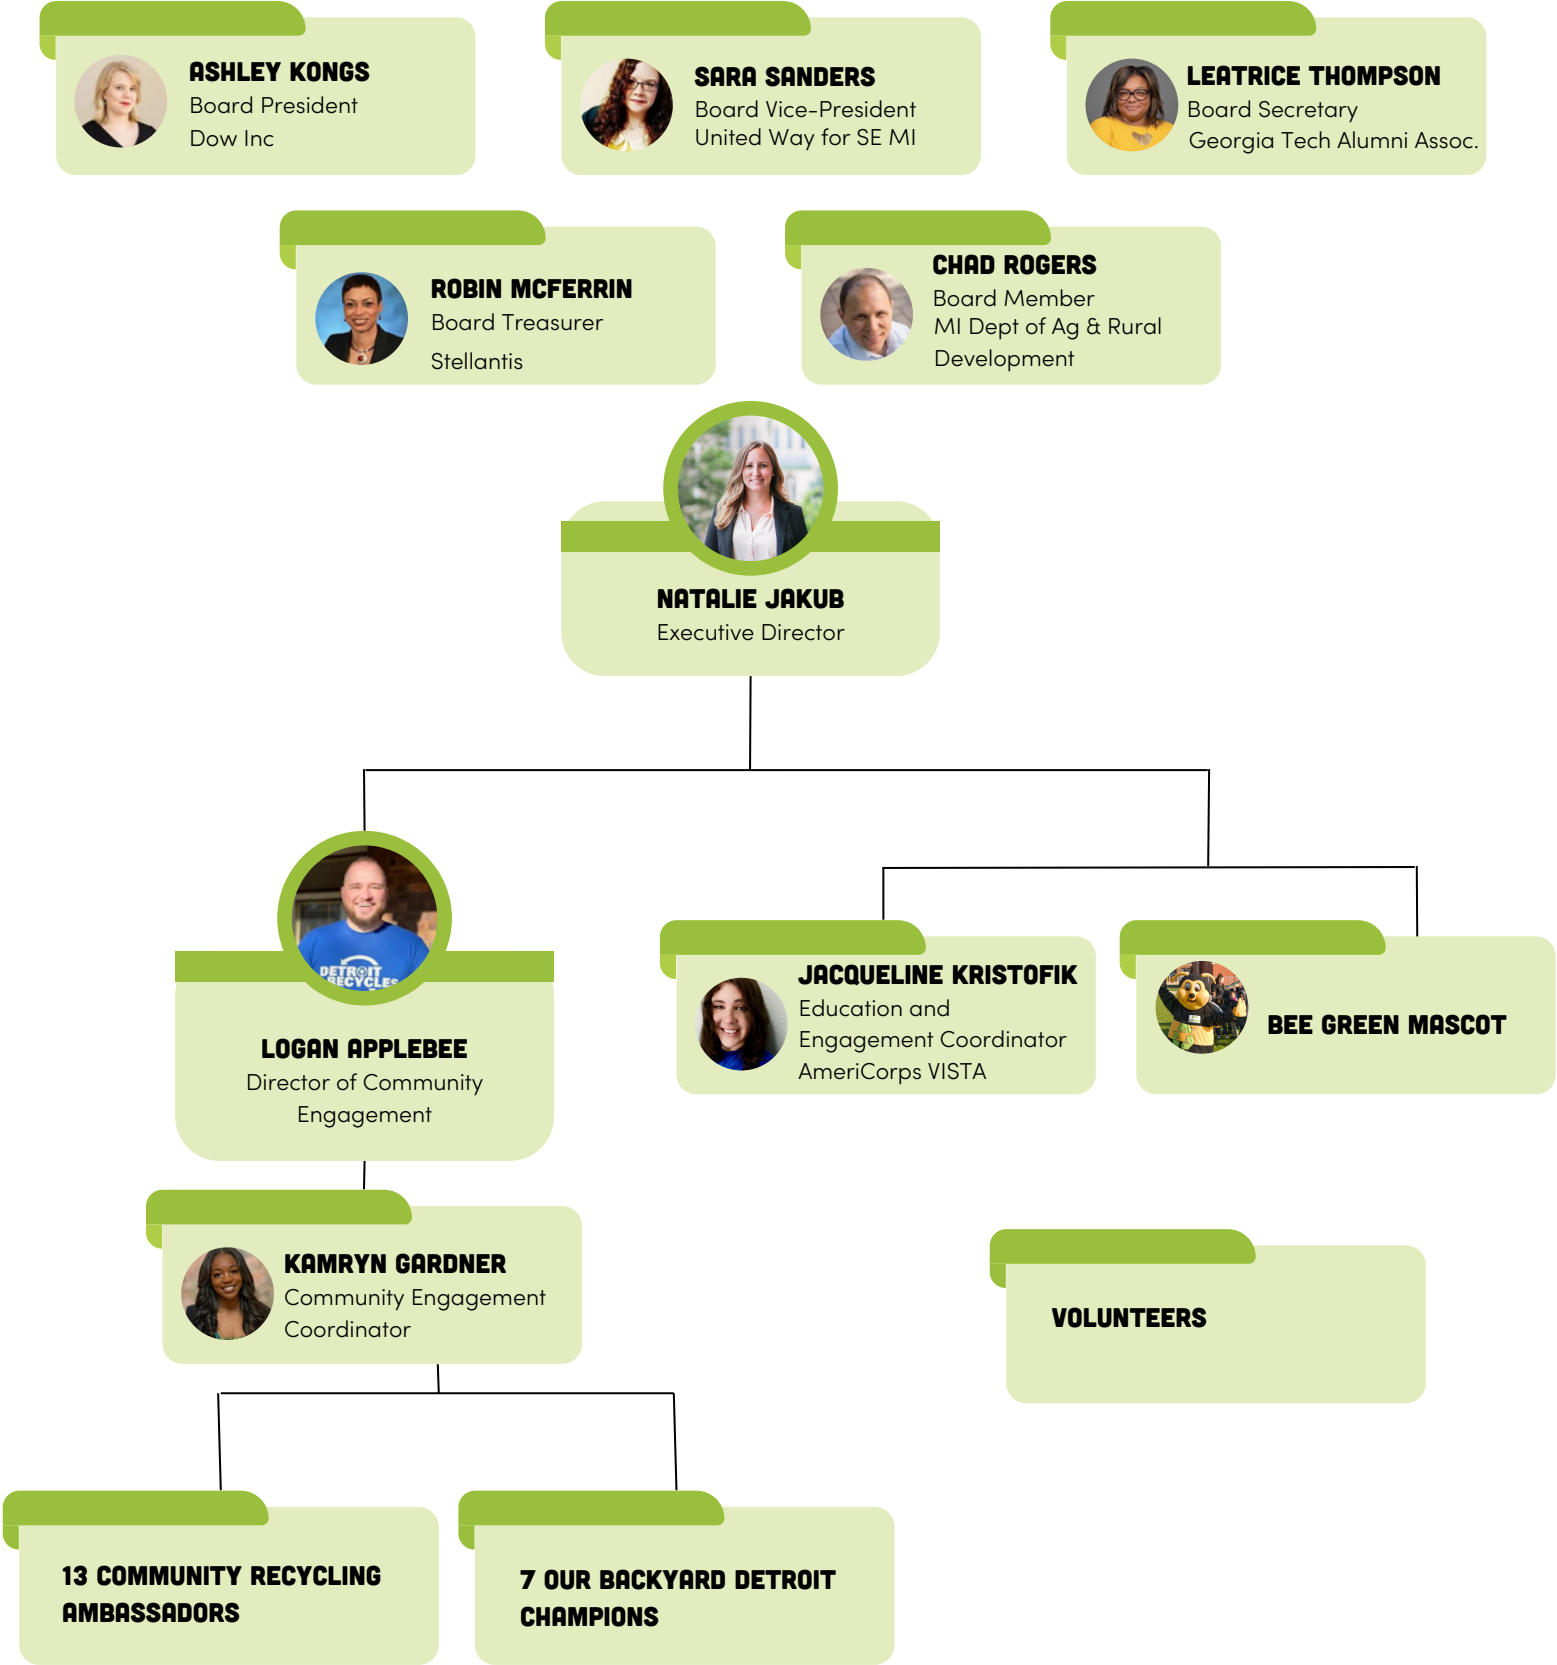 ASHLEY KONGS
Board President
Dow Inc
SARA SANDERS
Board Vice-President
United Way for SE MI
LEATRICE THOMPSON
Board Secretary
Georgia Tech Alumni Assoc.
ROBIN MCFERRIN
Board Treasurer
Stellantis
CHAD ROGERS
Board Member
MI Dept of Ag & Rural
Development
NATALIE JAKUB
Executive Director
DETROIT
RECYCLES
LOGAN APPLEBEE
Director of Community
Engagement
JACQUELINE KRISTOFIK
Education and
Engagement Coordinator
AmeriCorps VISTA
BEE GREEN MASCOT
KAMRYN GARDNER
Community Engagement
Coordinator
VOLUNTEERS
13 COMMUNITY RECYCLING
AMBASSADORS
7 OUR BACKYARD DETROIT
CHAMPIONS